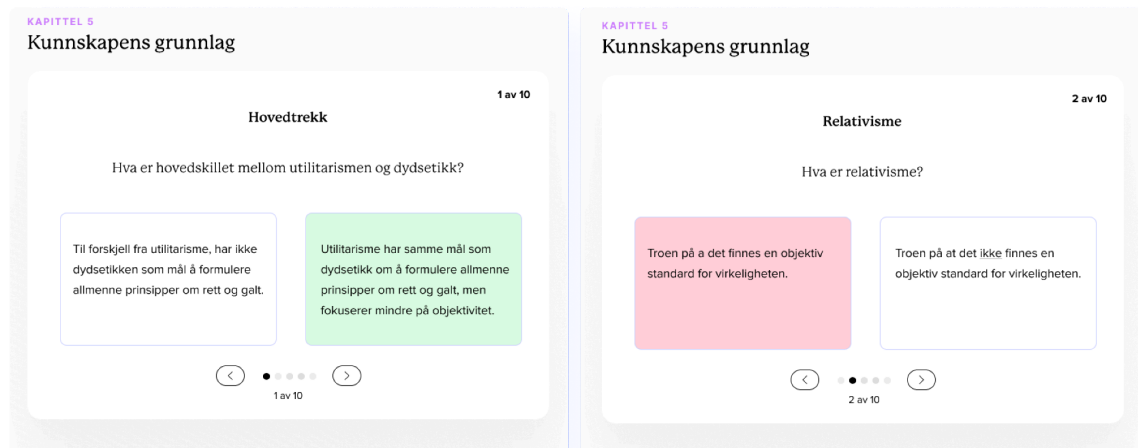 KAPITTEL 5
Kunnskapens grunnlag
1 av 10
Hovedtrekk
Hva er hovedskillet mellom utilitarismen og dydsetikk?
Til forskjell fra utilitarisme, har ikke
dydsetikken som mål å formulere
allmenne prinsipper om rett og galt.
Utilitarisme har samme mål som
dydsetikk om å formulere allmenne
prinsipper om rett og galt, men
fokuserer mindre på objektivitet.
1 av 10
KAPITTEL 5
Kunnskapens grunnlag
2 av 10
Relativisme
Hva er relativisme?
Troen på a det finnes en objektiv
standard for virkeligheten.
Troen på at det ikke finnes en
objektiv standard for virkeligheten.
2 av 10